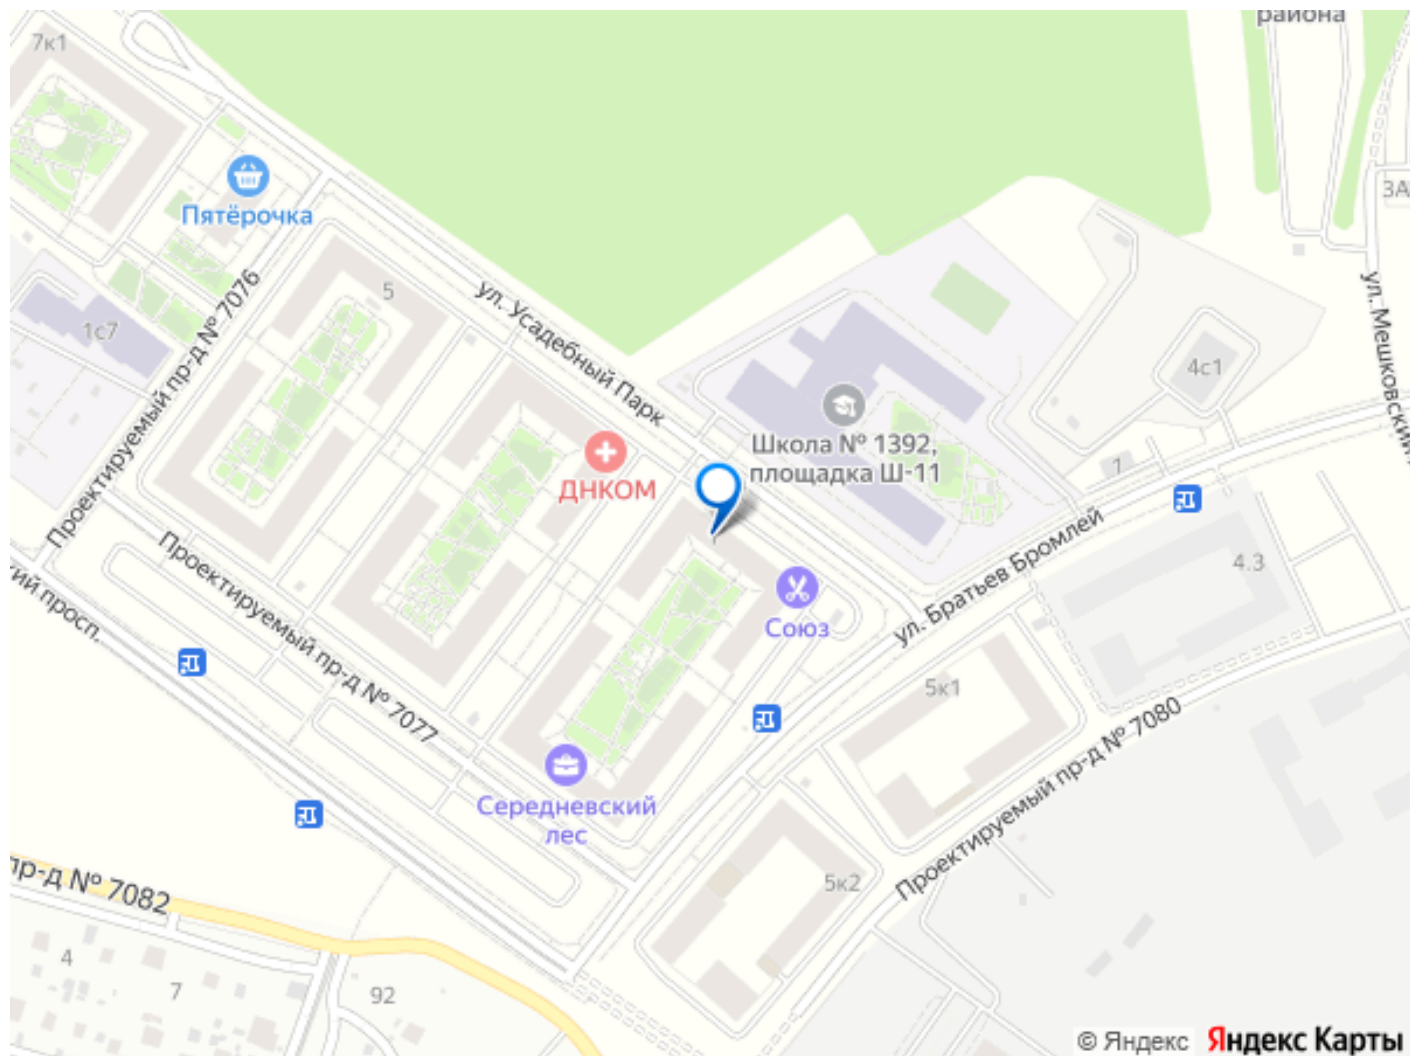 района
7к1
Пятёрочка
ЗА
5
ул. Усадебный Парк
1с7
Проектируемый пр-д № 7076
ул. Мешковский
4с1
Школа № 1392,
площадка Ш-11
1
ДНКОМ
Проектируемый пр-д № 7077
просп.
Союз
ул. Братьев Бромлей
4.3
5к1
Проектируемый пр-д № 7080
Середневский
лес
5к2
пр-д № 7082
4
7
92
© Яндекс Яндекс Карты